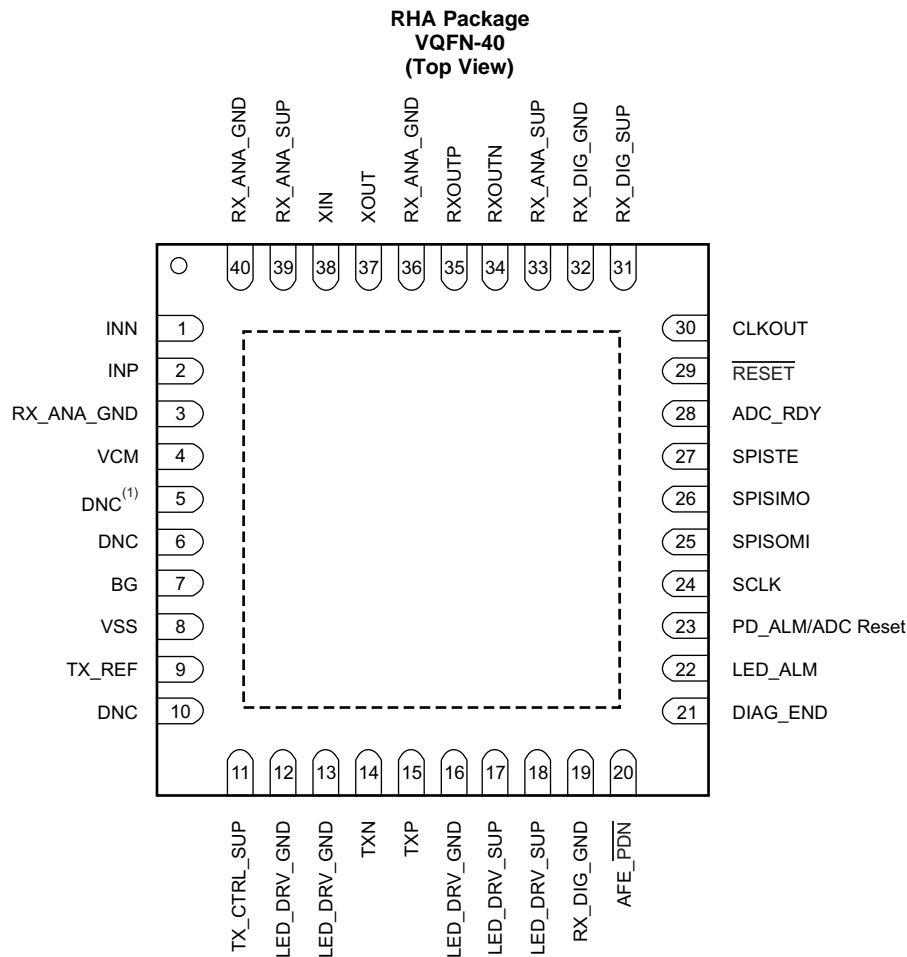 RHA Package
VQFN-40
(Top View)
RX_ANA_GND
RX_ANA_SUP
XIN
XOUT
RX_ANA_GND
RXOUTP
RXOUTN
RX_ANA_SUP
RX_DIG_GND
RX_DIG_SUP
40 39 38 37 36 35 34 33 32 31
INN 1 30 CLKOUT
INP 2 29 RESET
RX_ANA_GND 3 28 ADC_RDY
VCM 4 27 SPISTE
DNC(1) 5 26 SPISIMO
DNC 6 25 SPISOMI
BG 7 24 SCLK
VSS 8 23 PD_ALM/ADC Reset
TX_REF 9 22 LED_ALM
DNC 10 21 DIAG_END
11 12 13 14 15 16 17 18 19 20
TX_CTRL_SUP
LED_DRV_GND
LED_DRV_GND
TXN
TXP
LED_DRV_GND
LED_DRV_SUP
LED_DRV_SUP
RX_DIG_GND
AFE_PDN